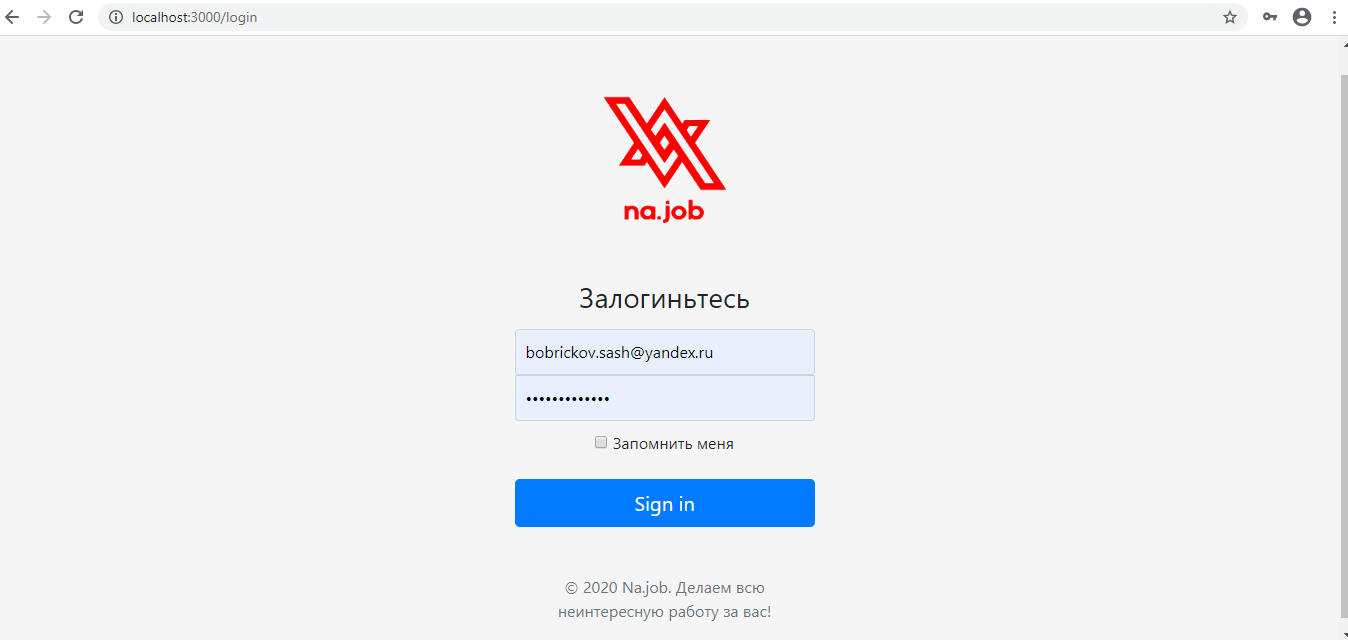 localhost:3000/login
na.job
Залогиньтесь
bobrickov.sash@yandex.ru
•••••••••••••
Запомнить меня
Sign in
© 2020 Na.job. Делаем всю
неинтересную работу за вас!